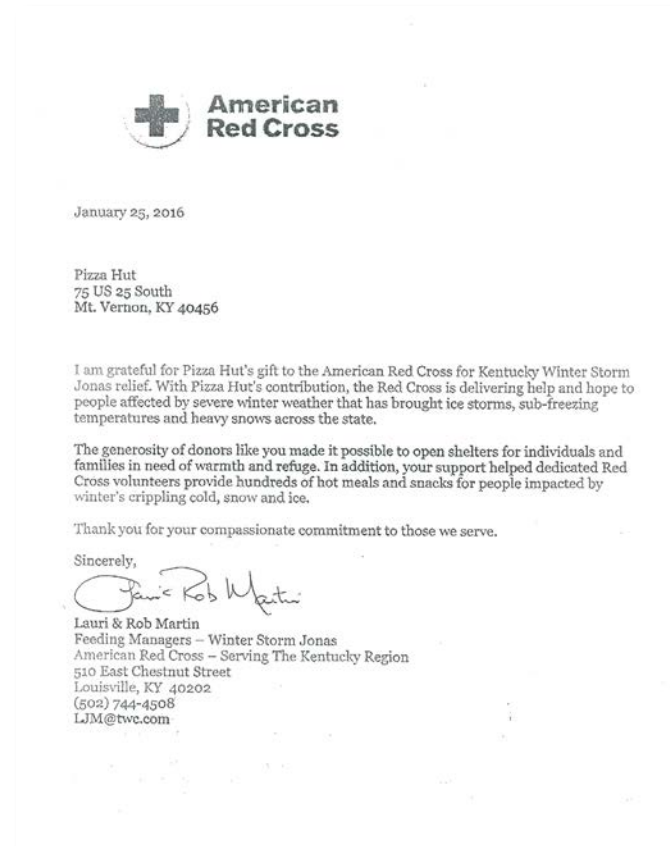 American
Red Cross
January 25, 2016
Pizza Hut
75 US 25 South
Mt. Vernon, KY 40456
I am grateful for Pizza Hut's gift to the American Red Cross for Kentucky Winter Storm
Jonas relief. With Pizza Hut's contribution, the Red Cross is delivering help and hope to
people affected by severe winter weather that has brought ice storms, sub-freezing
temperatures and heavy snows across the state.
The generosity of donors like you made it possible to open shelters for individuals and
families in need of warmth and refuge. In addition, your support helped dedicated Red
Cross volunteers provide hundreds of hot meals and snacks for people impacted by
winter's crippling cold, snow and ice.
Thank you for your compassionate commitment to those we serve.
Sincerely,
Lauri Rob Martin
Lauri & Rob Martin
Feeding Managers – Winter Storm Jonas
American Red Cross – Serving The Kentucky Region
510 East Chestnut Street
Louisville, KY 40202
(502) 744-4508
LJM@twc.com